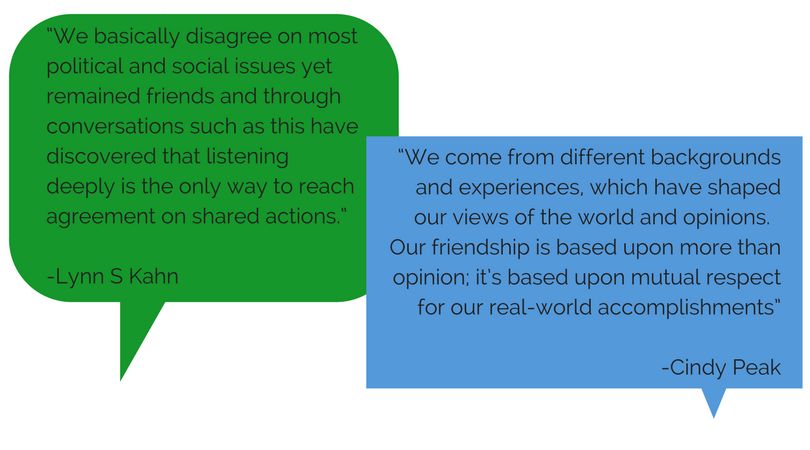 “We basically disagree on most
political and social issues yet
remained friends and through
conversations such as this have
discovered that listening
deeply is the only way to reach
agreement on shared actions.“
-Lynn S Kahn
“We come from different backgrounds
and experiences, which have shaped
our views of the world and opinions.
Our friendship is based upon more than
opinion; it’s based upon mutual respect
for our real-world accomplishments”
-Cindy Peak